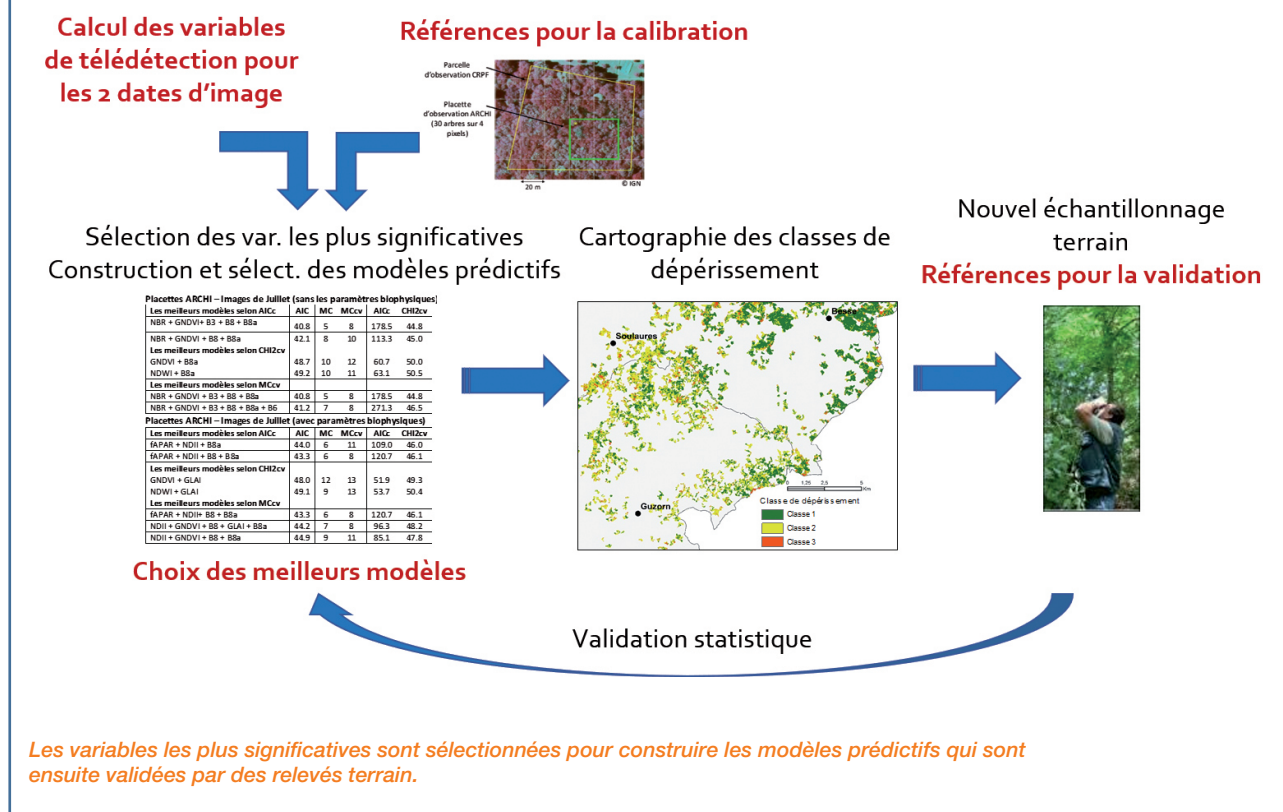 Calcul des variables
de télédétection pour
les 2 dates d'image
Références pour la calibration
Parcelle
d'observation CRPF
Placette
d'observation ARCHI
(30 arbres sur 4
pixels)
20 m
© IGN
Sélection des var. les plus significatives
Construction et sélect. des modèles prédictifs
Placettes ARCHI – Images de Juillet (sans les paramètres biophysiques)
Les meilleurs modèles selon AICc AIC MC MCcv AICc CHI2cv
NBR + GNDVI+ B3 + B8 + B8a 40.8 5 8 178.5 44.8
NBR + GNDVI + B8 + B8a 42.1 8 10 113.3 45.0
Les meilleurs modèles selon CHI2cv
GNDVI + B8a 48.7 10 12 60.7 50.0
NDWI + B8a 49.2 10 11 63.1 50.5
Les meilleurs modèles selon MCcv
NBR + GNDVI + B3 + B8 + B8a 40.8 5 8 178.5 44.8
NBR + GNDVI + B3 + B8 + B8a + B6 41.2 7 8 271.3 46.5
Placettes ARCHI – Images de Juillet (avec paramètres biophysiques)
Les meilleurs modèles selon AICc AIC MC MCcv AICc CHI2cv
fAPAR + NDII + B8a 44.0 6 11 109.0 46.0
fAPAR + NDII + B8 + B8a 43.3 6 8 120.7 46.1
Les meilleurs modèles selon CHI2cv
GNDVI + GLAI 48.0 12 13 51.9 49.3
NDWI + GLAI 49.1 9 13 53.7 50.4
Les meilleurs modèles selon MCcv
fAPAR + NDII+ B8 + B8a 43.3 6 8 120.7 46.1
NDII + GNDVI + B8 + GLAI + B8a 44.2 7 8 96.3 48.2
NDII + GNDVI + B8 + B8a 44.9 9 11 85.1 47.8
Choix des meilleurs modèles
Cartographie des classes de
dépérissement
Besse
Soulaures
Guzorn
0 1,25 2,5 5
Km
Classe de dépérissement
Classe 1
Classe 2
Classe 3
Nouvel échantillonnage
terrain
Références pour la validation
Validation statistique
Les variables les plus significatives sont sélectionnées pour construire les modèles prédictifs qui sont
ensuite validées par des relevés terrain.